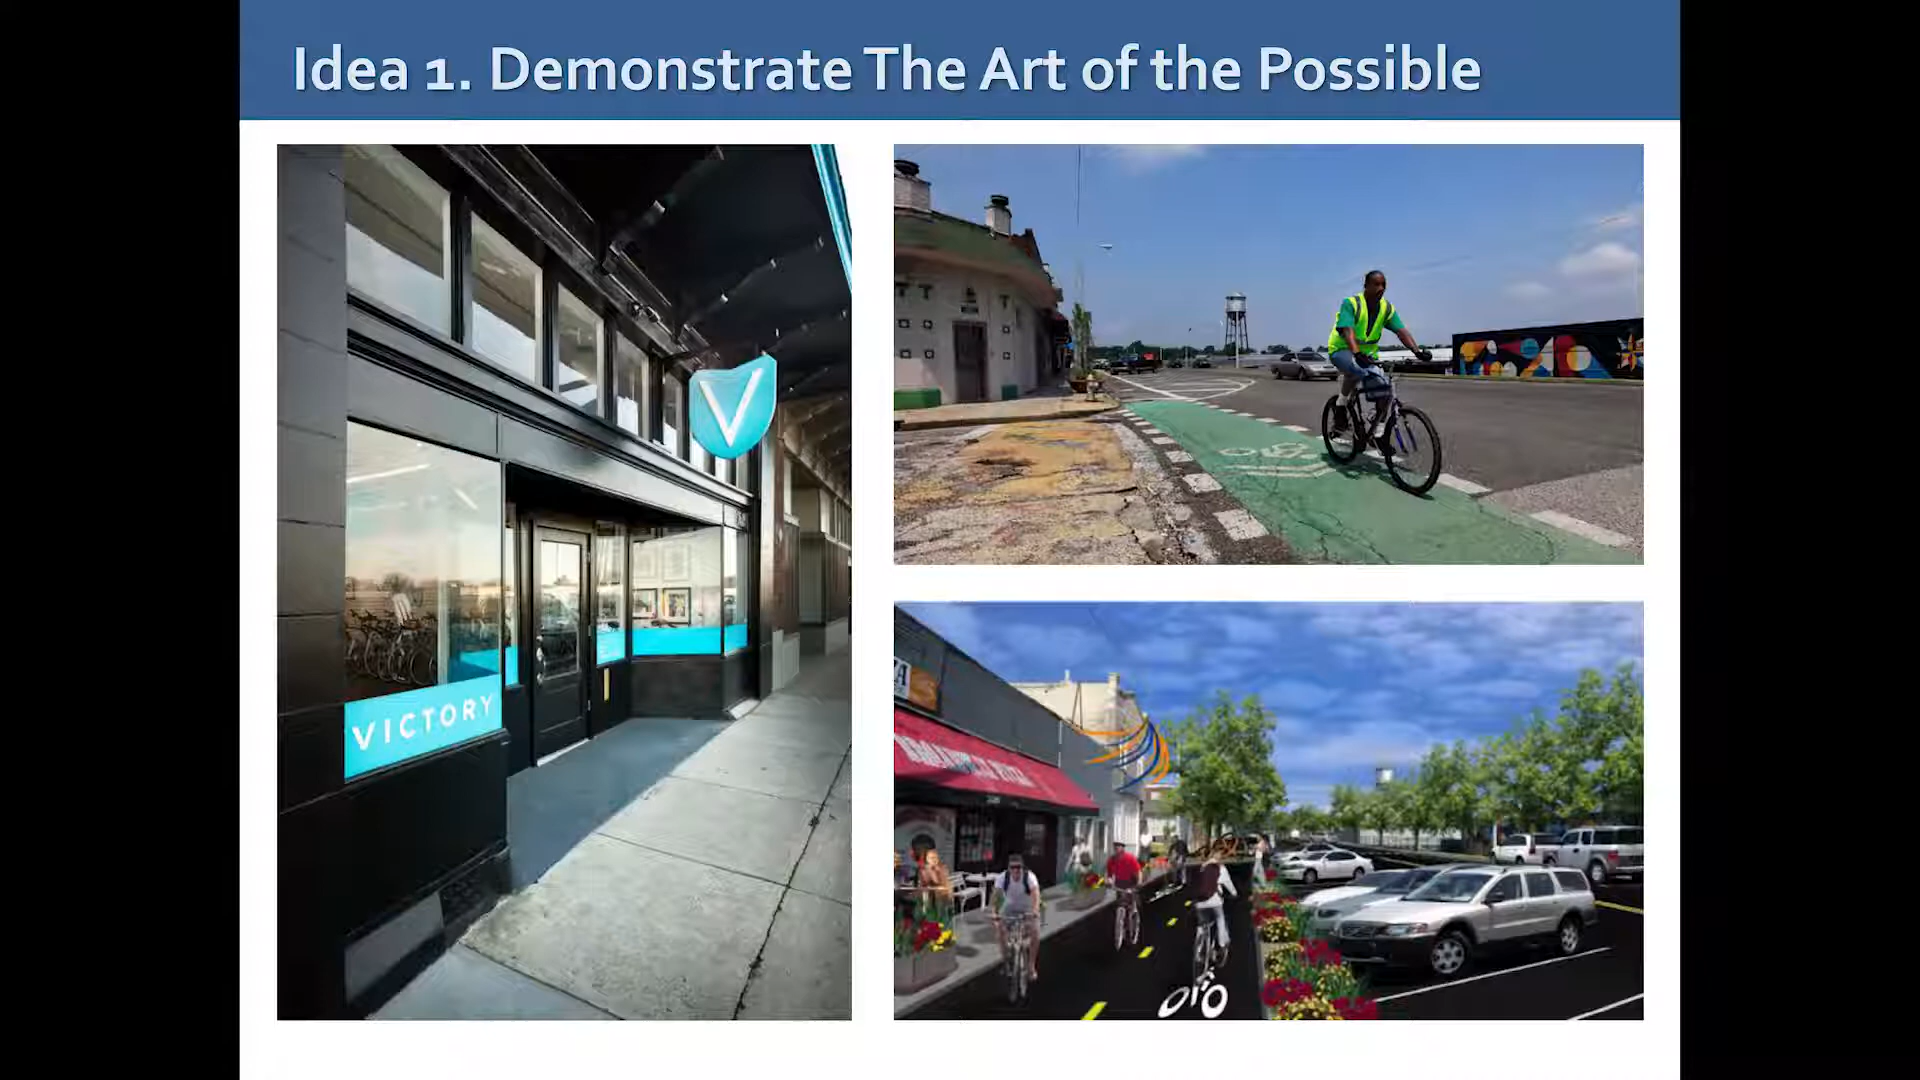 Idea 1. Demonstrate The Art of the Possible
V
VICTORY